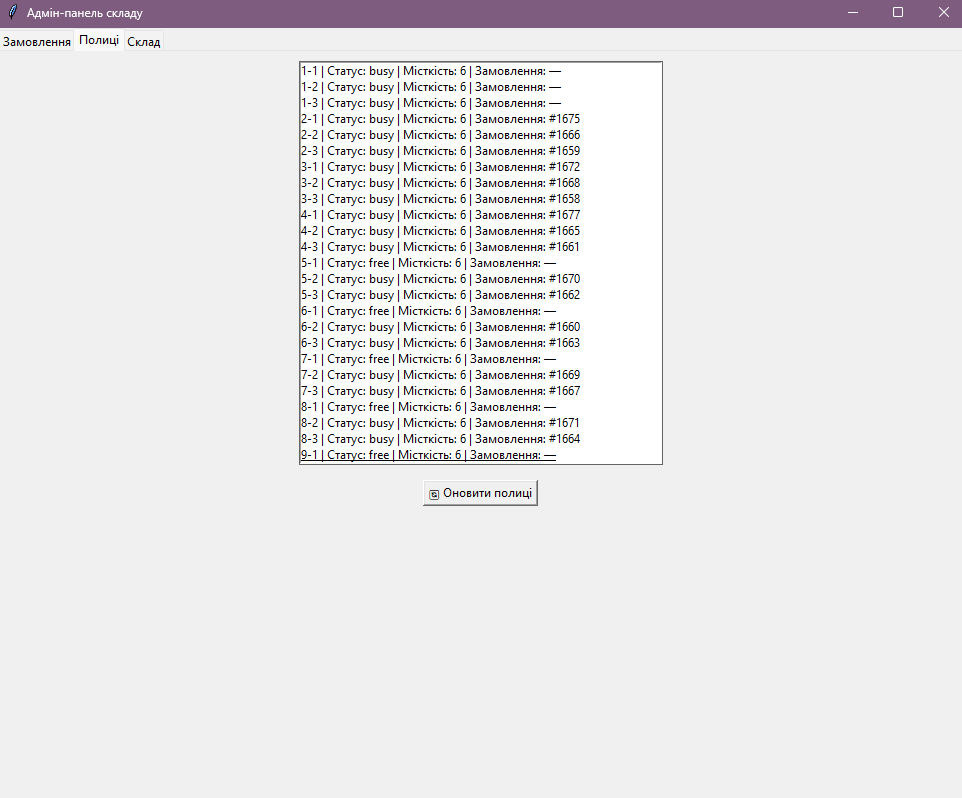 Адмін-панель складу
Замовлення Полиці Склад
1-1 | Статус: busy | Місткість: 6 | Замовлення: —
1-2 | Статус: busy | Місткість: 6 | Замовлення: —
1-3 | Статус: busy | Місткість: 6 | Замовлення: —
2-1 | Статус: busy | Місткість: 6 | Замовлення: #1675
2-2 | Статус: busy | Місткість: 6 | Замовлення: #1666
2-3 | Статус: busy | Місткість: 6 | Замовлення: #1659
3-1 | Статус: busy | Місткість: 6 | Замовлення: #1672
3-2 | Статус: busy | Місткість: 6 | Замовлення: #1668
3-3 | Статус: busy | Місткість: 6 | Замовлення: #1658
4-1 | Статус: busy | Місткість: 6 | Замовлення: #1677
4-2 | Статус: busy | Місткість: 6 | Замовлення: #1665
4-3 | Статус: busy | Місткість: 6 | Замовлення: #1661
5-1 | Статус: free | Місткість: 6 | Замовлення: —
5-2 | Статус: busy | Місткість: 6 | Замовлення: #1670
5-3 | Статус: busy | Місткість: 6 | Замовлення: #1662
6-1 | Статус: free | Місткість: 6 | Замовлення: —
6-2 | Статус: busy | Місткість: 6 | Замовлення: #1660
6-3 | Статус: busy | Місткість: 6 | Замовлення: #1663
7-1 | Статус: free | Місткість: 6 | Замовлення: —
7-2 | Статус: busy | Місткість: 6 | Замовлення: #1669
7-3 | Статус: busy | Місткість: 6 | Замовлення: #1667
8-1 | Статус: free | Місткість: 6 | Замовлення: —
8-2 | Статус: busy | Місткість: 6 | Замовлення: #1671
8-3 | Статус: busy | Місткість: 6 | Замовлення: #1664
9-1 | Статус: free | Місткість: 6 | Замовлення: —
Оновити полиці